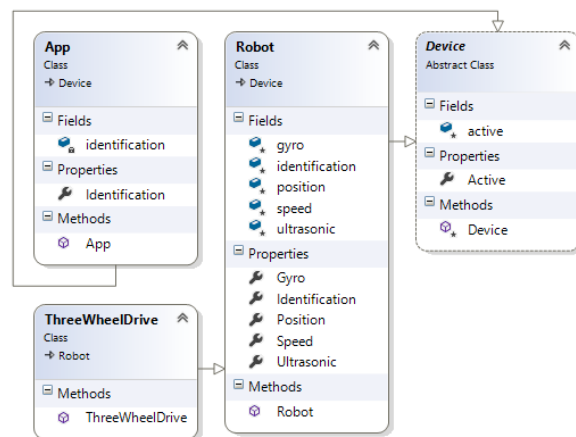 App
Class
Device
Fields
identification
Properties
Identification
Methods
App
ThreeWheelDrive
Class
Robot
Methods
ThreeWheelDrive
Robot
Class
Device
Fields
gyro
identification
position
speed
ultrasonic
Properties
Gyro
Identification
Position
Speed
Ultrasonic
Methods
Robot
Device
Abstract Class
Fields
active
Properties
Active
Methods
Device